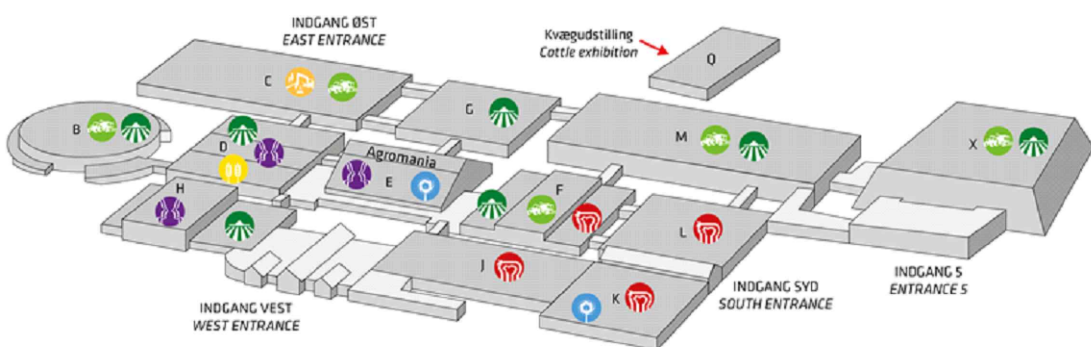 INDGANG ØST
EAST ENTRANCE
Kvægudstilling
Cattle exhibition
Q
C
G
B
M
X
D
Agromania
E
F
H
L
J
K
INDGANG 5
ENTRANCE 5
INDGANG SYD
SOUTH ENTRANCE
INDGANG VEST
WEST ENTRANCE